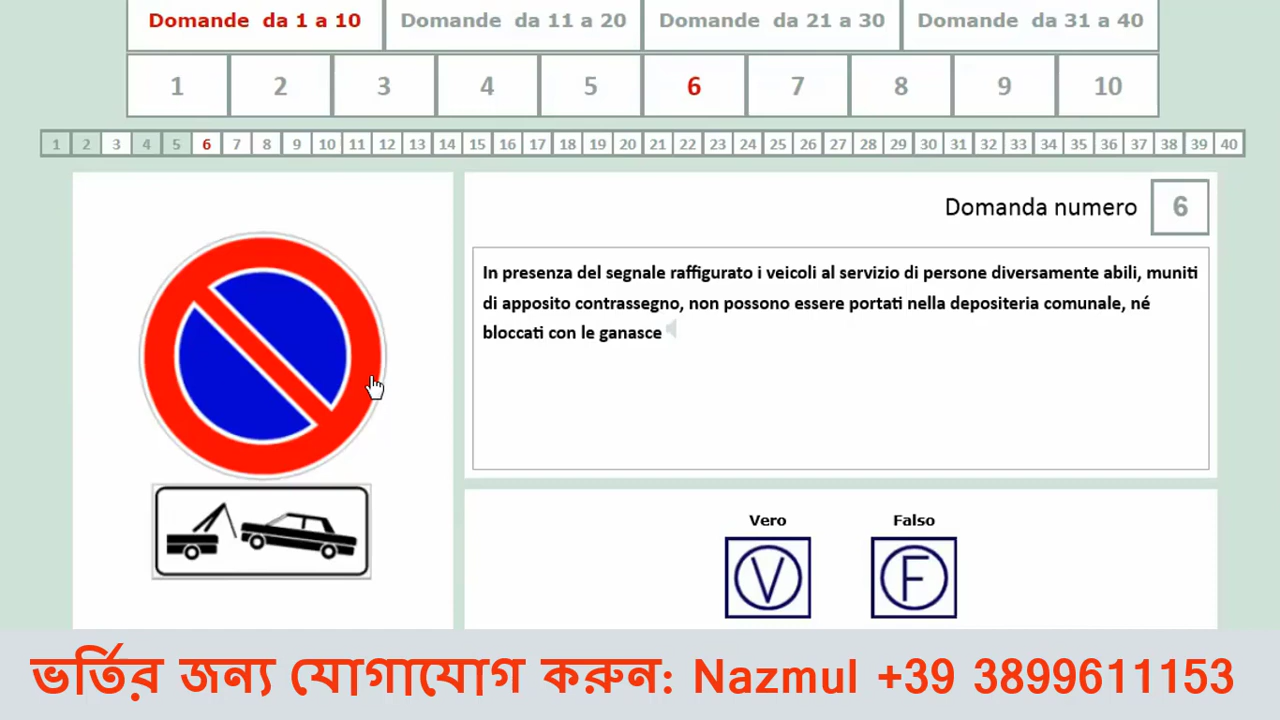 Domande da 1 a 10 Domande da 11 a 20 Domande da 21 a 30 Domande da 31 a 40
1 2 3 4 5 6 7 8 9 10
1 2 3 4 5 6 7 8 9 10 11 12 13 14 15 16 17 18 19 20 21 22 23 24 25 26 27 28 29 30 31 32 33 34 35 36 37 38 39 40
Domanda numero 6
In presenza del segnale raffigurato i veicoli al servizio di persone diversamente abili, muniti
di apposito contrassegno, non possono essere portati nella depositeria comunale, né
bloccati con le ganasce
Vero Falso
V F
ভর্তির জন্য যোগাযোগ করুন: Nazmul +39 3899611153